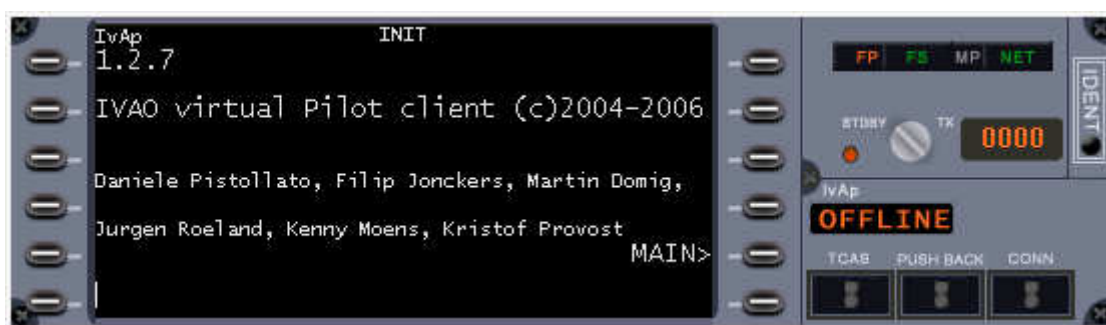 IvAp INIT
1.2.7
IVAO virtual Pilot client (c)2004-2006
Daniele Pistollato, Filip Jonckers, Martin Domig,
Jurgen Roeland, Kenny Moens, Kristof Provost
MAIN>
FP FS MP NET
IDENT
STDBY TX 0000
IvAp
OFFLINE
TCAS PUSH BACK CONN